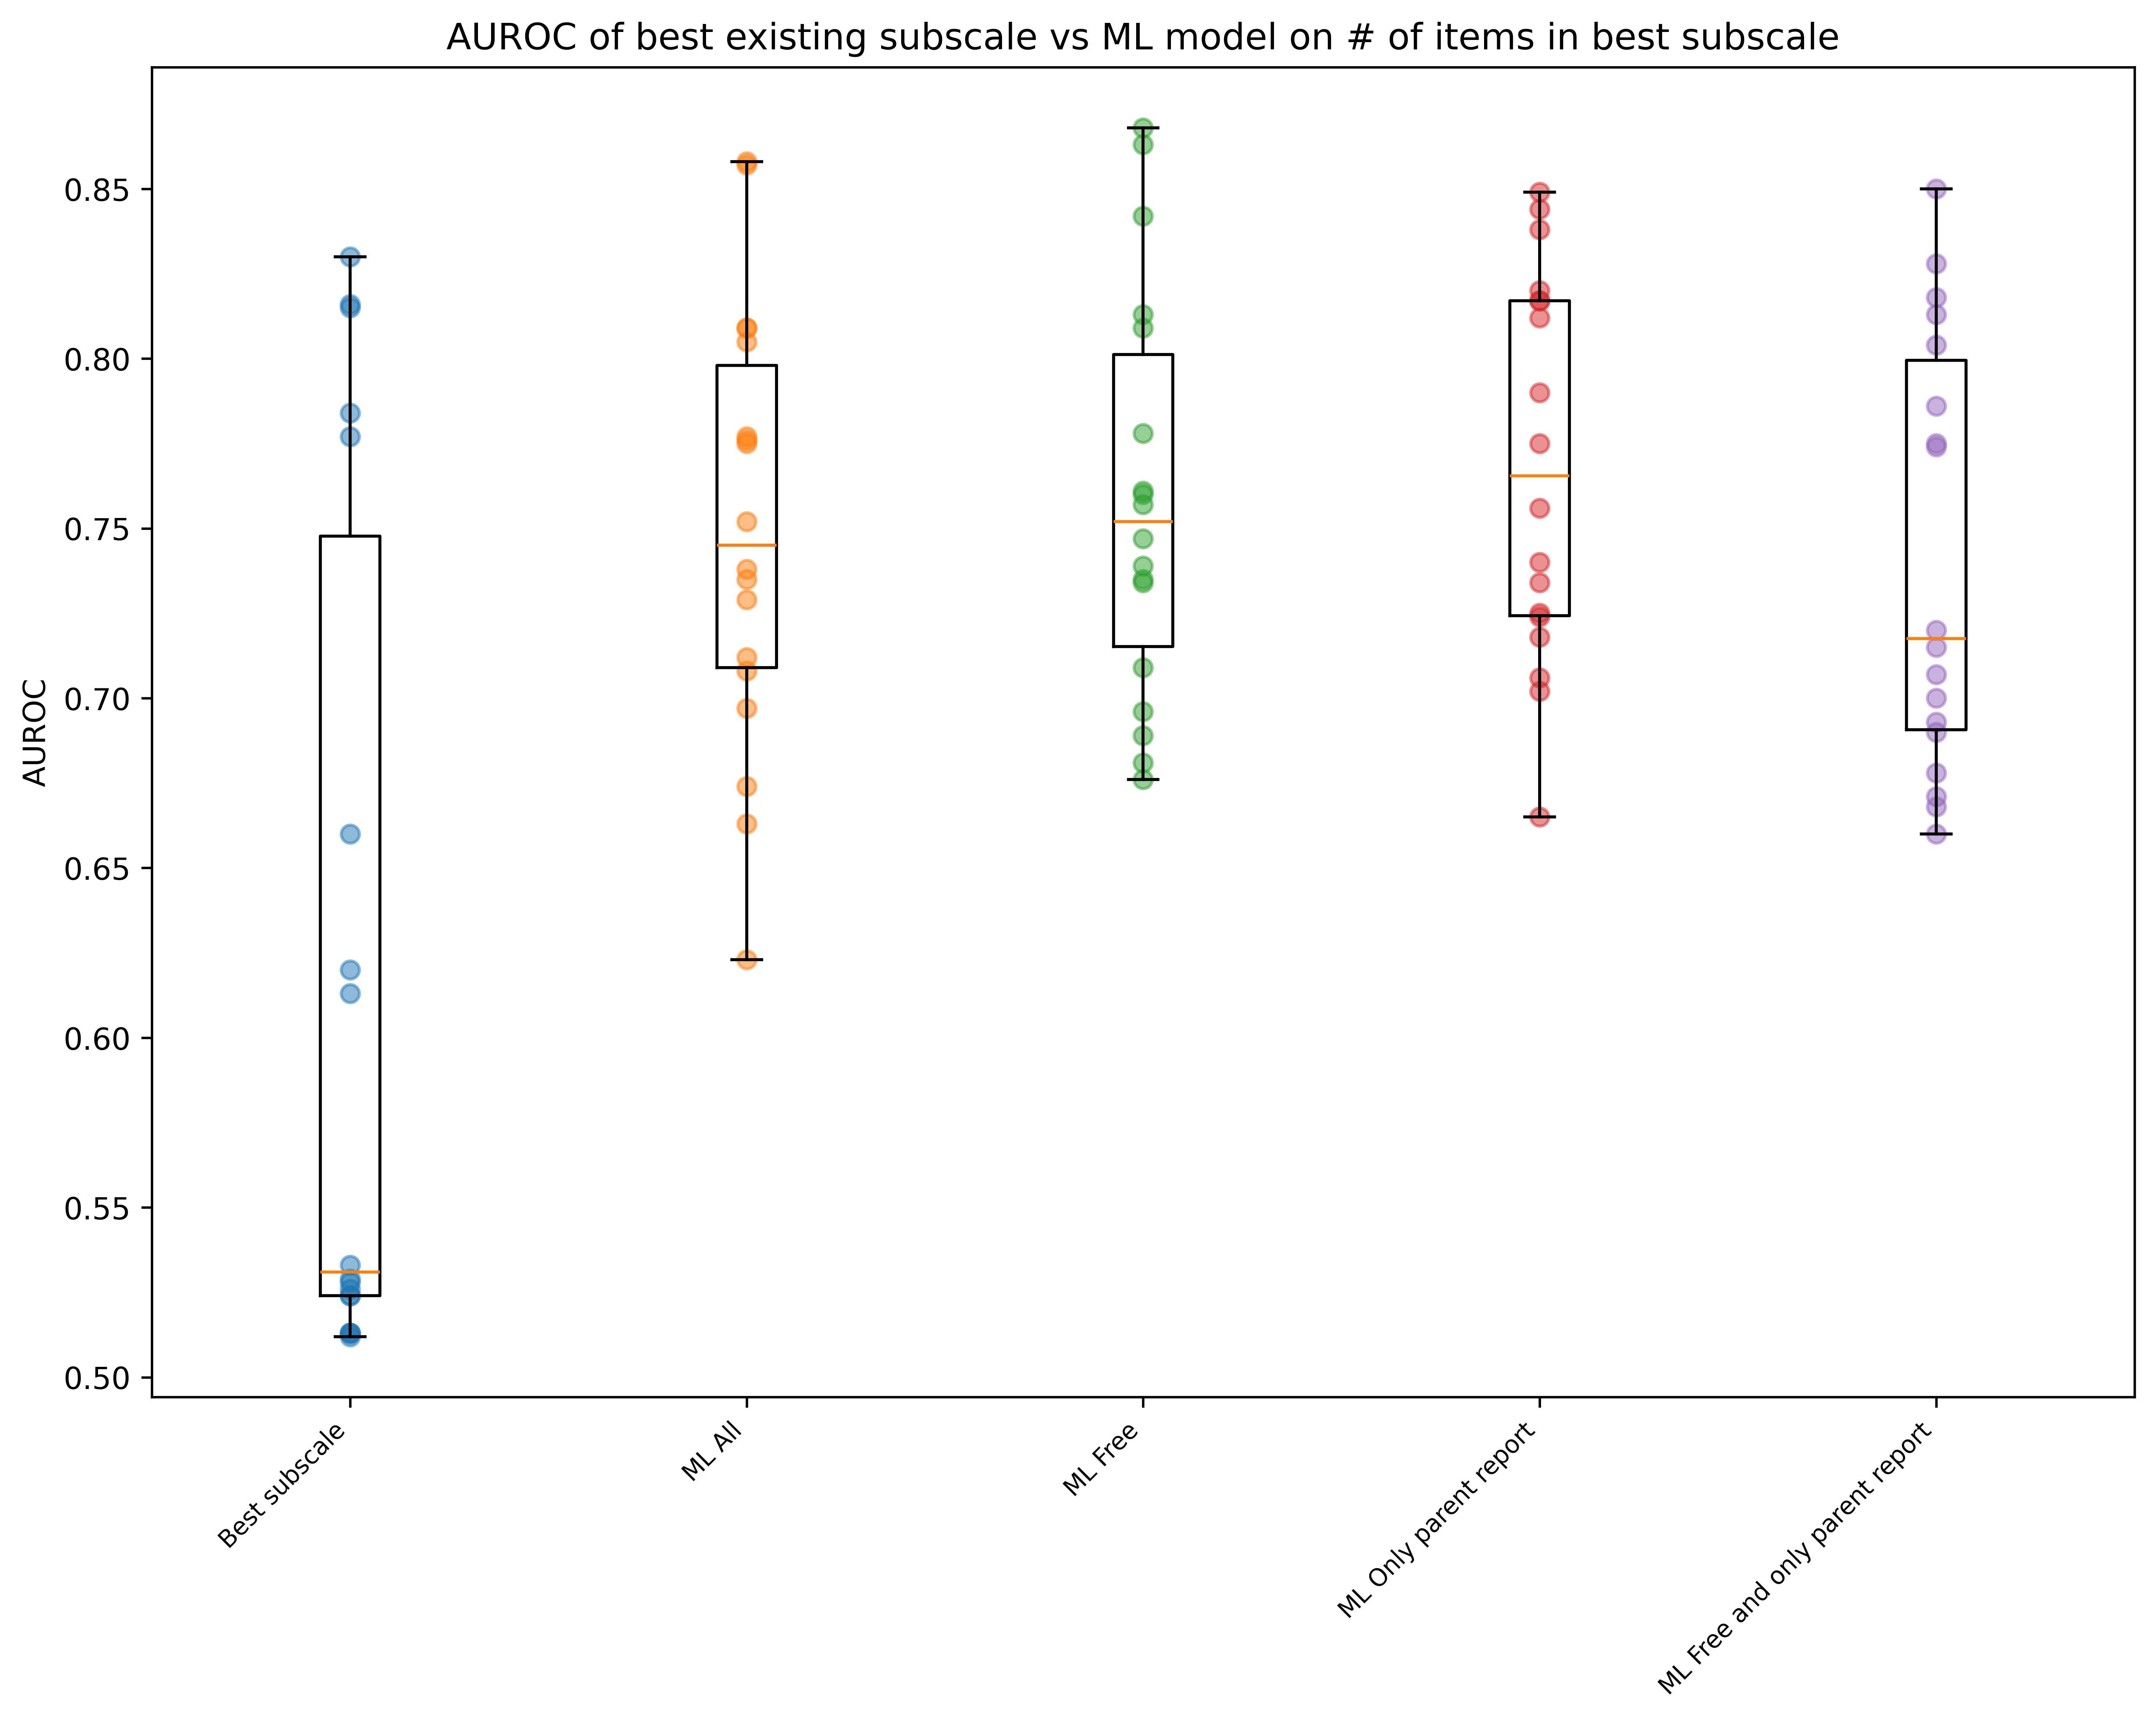 AUROC of best existing subscale vs ML model on # of items in best subscale
AUROC
0.85
0.80
0.75
0.70
0.65
0.60
0.55
0.50
Best subscale
ML All
ML Free
ML Only parent report
ML Free and only parent report